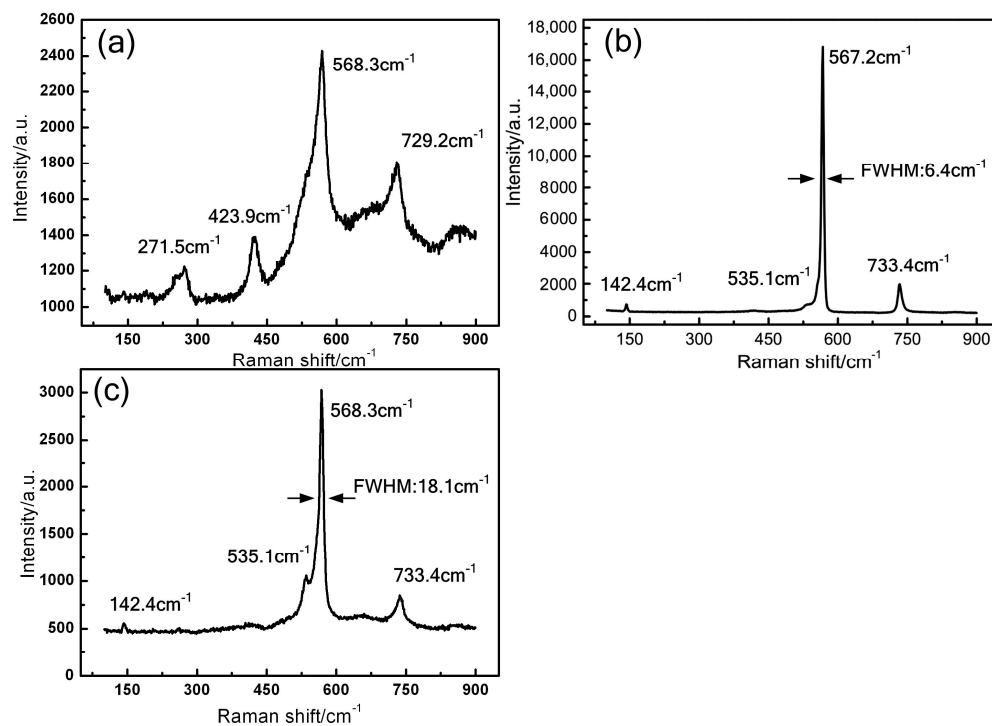 (a)
2600
2400
2200
2000
1800
1600
1400
1200
1000
Intensity/a.u.
271.5cm⁻¹
423.9cm⁻¹
568.3cm⁻¹
729.2cm⁻¹
150 300 450 600 750 900
Raman shift/cm⁻¹
(b)
18,000
16,000
14,000
12,000
10,000
8000
6000
4000
2000
0
Intensity/a.u.
567.2cm⁻¹
FWHM:6.4cm⁻¹
142.4cm⁻¹
535.1cm⁻¹
733.4cm⁻¹
150 300 450 600 750 900
Raman shift/cm⁻¹
(c)
3000
2500
2000
1500
1000
500
0
Intensity/a.u.
568.3cm⁻¹
FWHM:18.1cm⁻¹
535.1cm⁻¹
142.4cm⁻¹
733.4cm⁻¹
150 300 450 600 750 900
Raman shift/cm⁻¹